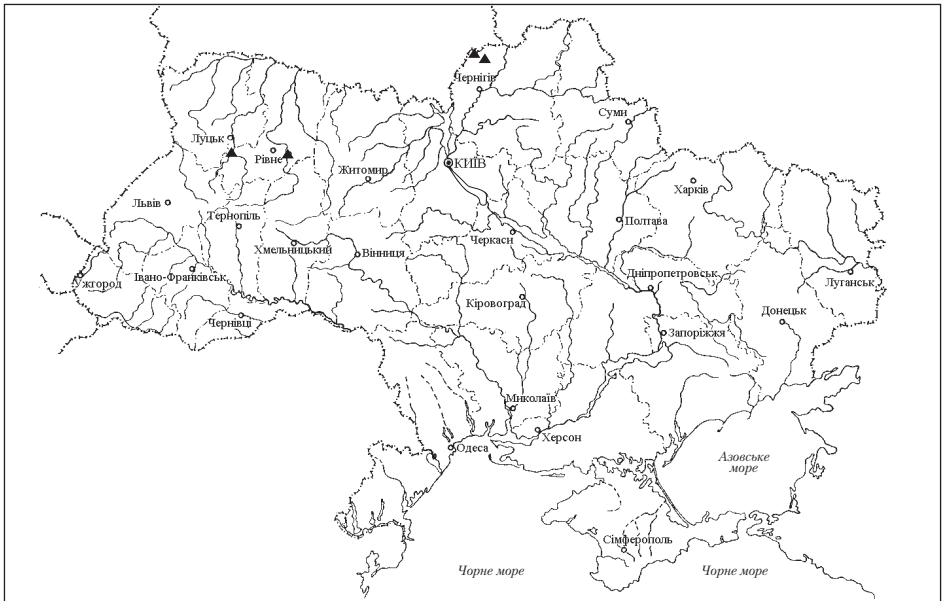 Чернігів
Суми
Луцьк
Рівне
КИЇВ
Житомир
Харків
Львів
Тернопіль
Полтава
Черкаси
Хмельницький
Вінниця
Івано-Франківськ
Ужгород
Дніпропетровськ
Луганськ
Кіровоград
Донецьк
Чернівці
Запоріжжя
Миколаїв
Херсон
Одеса
Азовське
море
Сімферополь
Чорне море
Чорне море